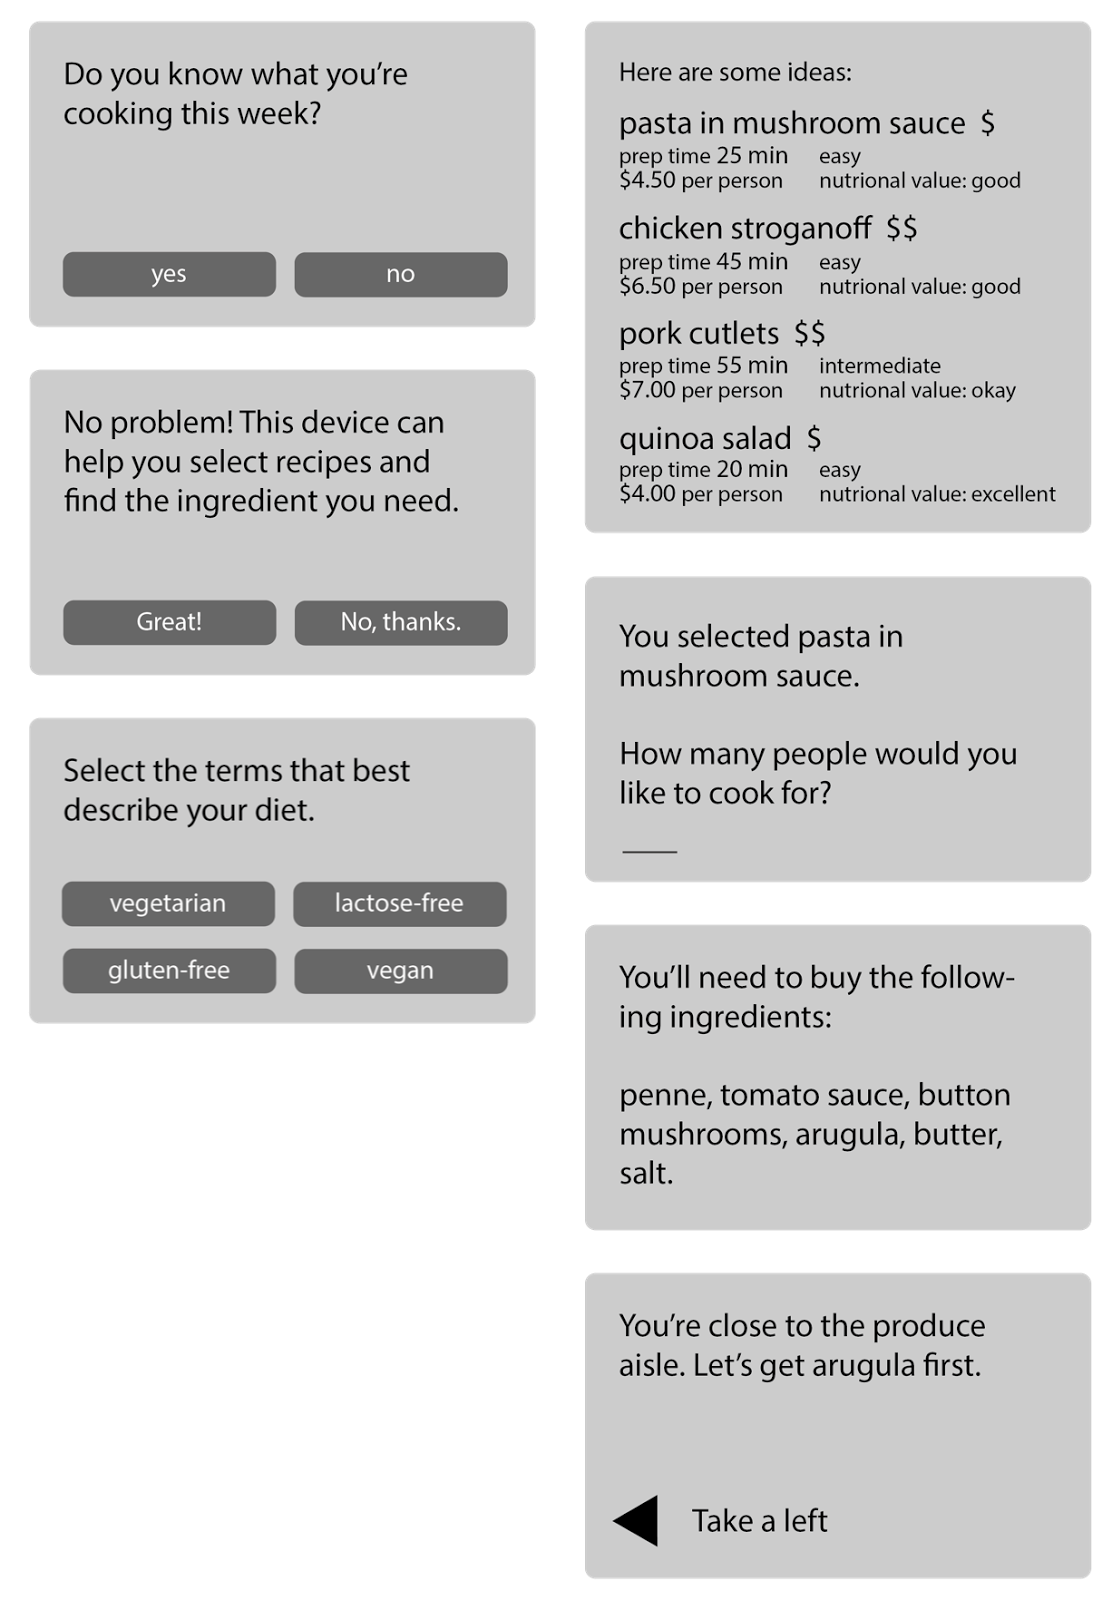 Do you know what you’re
cooking this week?
yes
no
No problem! This device can
help you select recipes and
find the ingredient you need.
Great!
No, thanks.
Select the terms that best
describe your diet.
vegetarian
lactose-free
gluten-free
vegan
Here are some ideas:
pasta in mushroom sauce $
prep time 25 min easy
$4.50 per person nutrional value: good
chicken stroganoff $$
prep time 45 min easy
$6.50 per person nutrional value: good
pork cutlets $$
prep time 55 min intermediate
$7.00 per person nutrional value: okay
quinoa salad $
prep time 20 min easy
$4.00 per person nutrional value: excellent
You selected pasta in
mushroom sauce.
How many people would you
like to cook for?
You’ll need to buy the follow-
ing ingredients:
penne, tomato sauce, button
mushrooms, arugula, butter,
salt.
You’re close to the produce
aisle. Let’s get arugula first.
Take a left